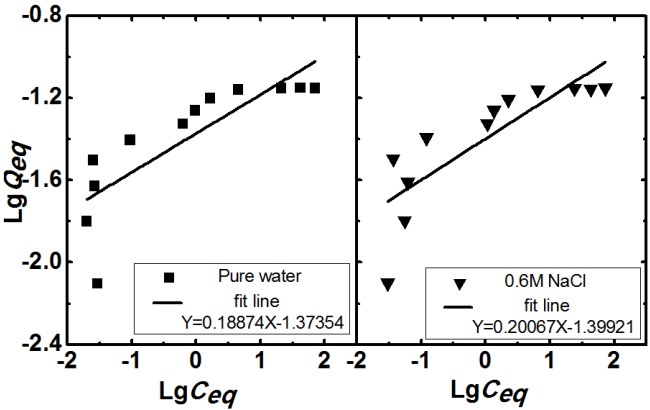 -0.8
-1.2
-1.6
-2.0
-2.4
LgQeq
Pure water
fit line
Y=0.18874X-1.37354
0.6M NaCl
fit line
Y=0.20067X-1.39921
-2 -1 0 1 2 -2 -1 0 1 2
LgCeq LgCeq